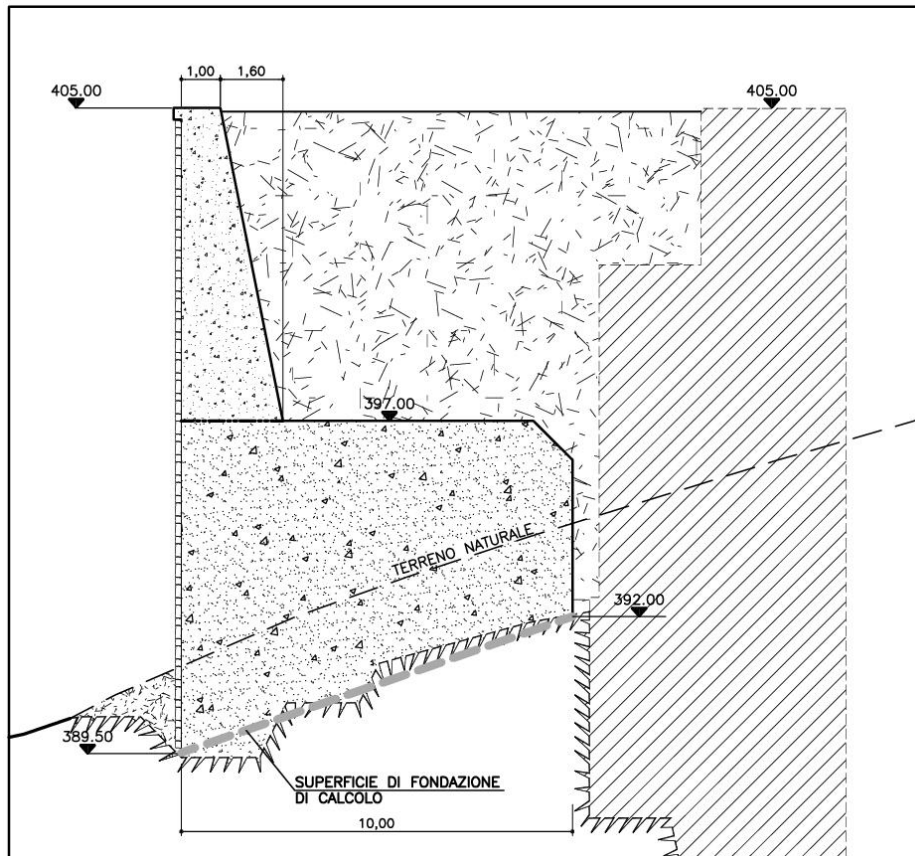 1,00 1,60
405.00 405.00
397.00
TERRENO NATURALE
392.00
389.50
SUPERFICIE DI FONDAZIONE
DI CALCOLO
10,00